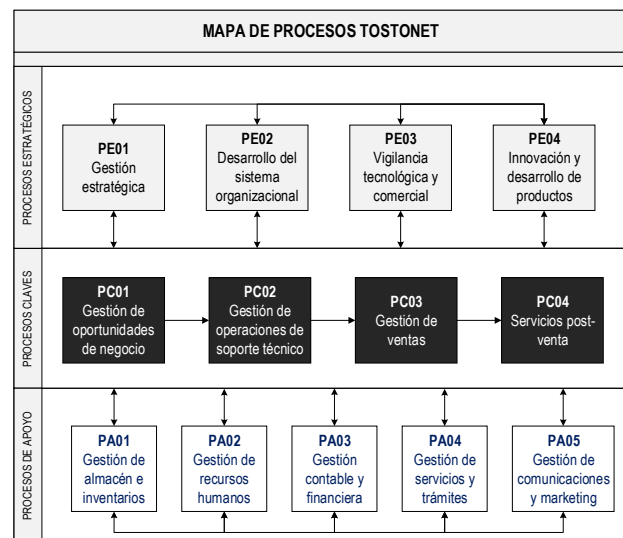 MAPA DE PROCESOS TOSTONET
PROCESOS ESTRATÉGICOS
PE01
Gestión
estratégica
PE02
Desarrollo del
sistema
organizacional
PE03
Vigilancia
tecnológica y
comercial
PE04
Innovación y
desarrollo de
productos
PROCESOS CLAVES
PC01
Gestión de
oportunidades
de negocio
PC02
Gestión de
operaciones de
soporte técnico
PC03
Gestión de
ventas
PC04
Servicios post-
venta
PROCESOS DE APOYO
PA01
Gestión de
almacén e
inventarios
PA02
Gestión de
recursos
humanos
PA03
Gestión
contable y
financiera
PA04
Gestión de
servicios y
trámites
PA05
Gestión de
comunicaciones
y marketing